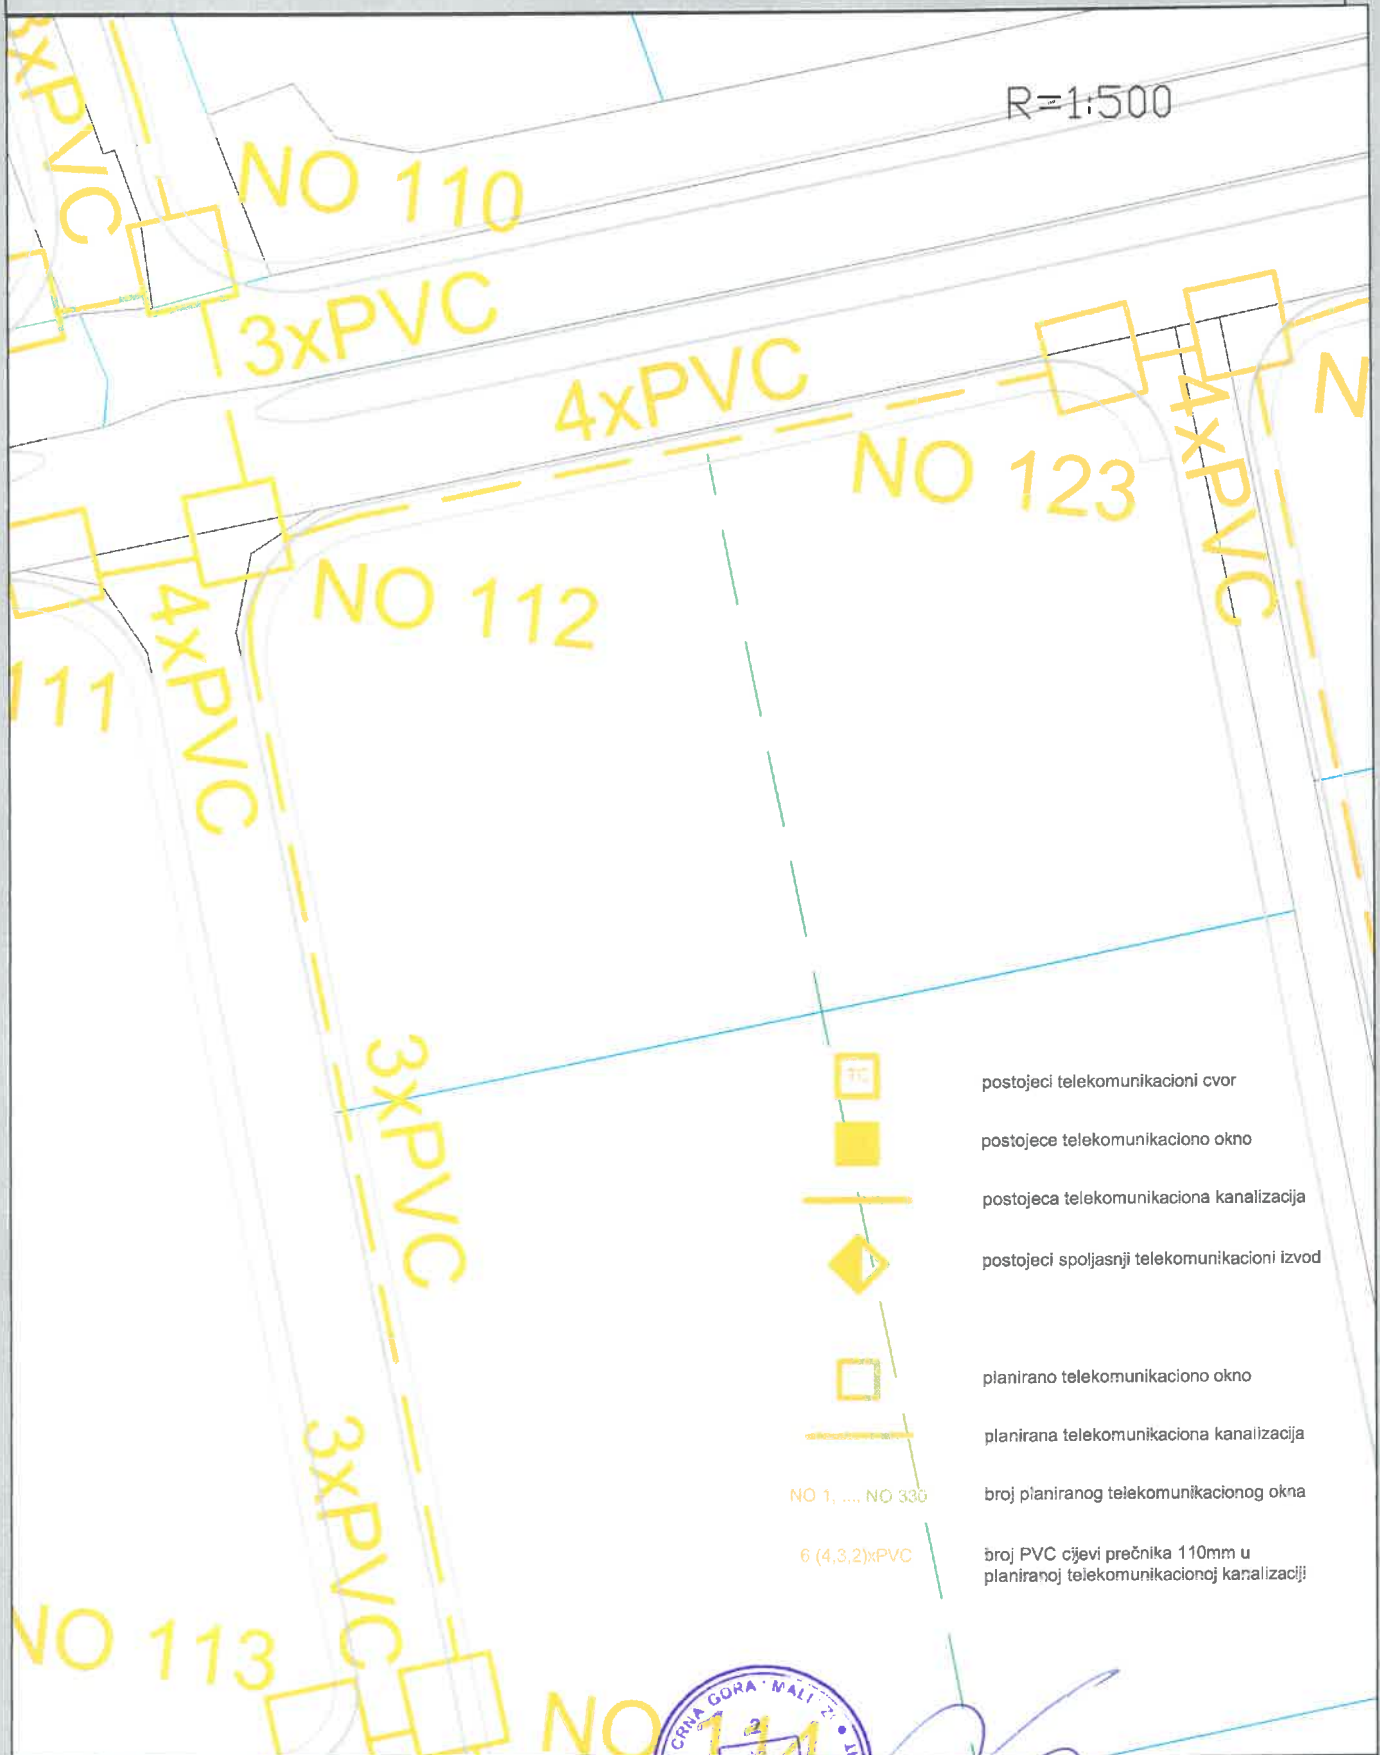 R=1:500
3xPVC
NO 110
3xPVC
4xPVC
NO 123
4xPVC
N
NO 112
111
4xPVC
3xPVC
3xPVC
NO 113
NO 114
postojeci telekomunikacioni cvor
postojece telekomunikaciono okno
postojeca telekomunikaciona kanalizacija
postojeci spoljasnji telekomunikacioni izvod
planirano telekomunikaciono okno
planirana telekomunikaciona kanalizacija
NO 1, .... NO 330
broj planiranog telekomunikacionog okna
6 (4,3,2)xPVC
broj PVC cijevi prečnika 110mm u
planiranoj telekomunikacionoj kanalizaciji
CRNA GORA
2